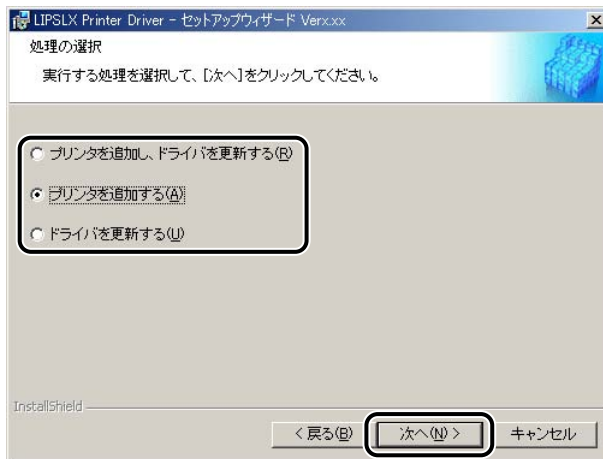 LIPSLX Printer Driver - セットアップウィザード Verx.xx
処理の選択
実行する処理を選択して、[次へ]をクリックしてください。
プリンタを追加し、ドライバを更新する(R)
プリンタを追加する(A)
ドライバを更新する(U)
InstallShield
< 戻る(B) 次へ(N) > キャンセル